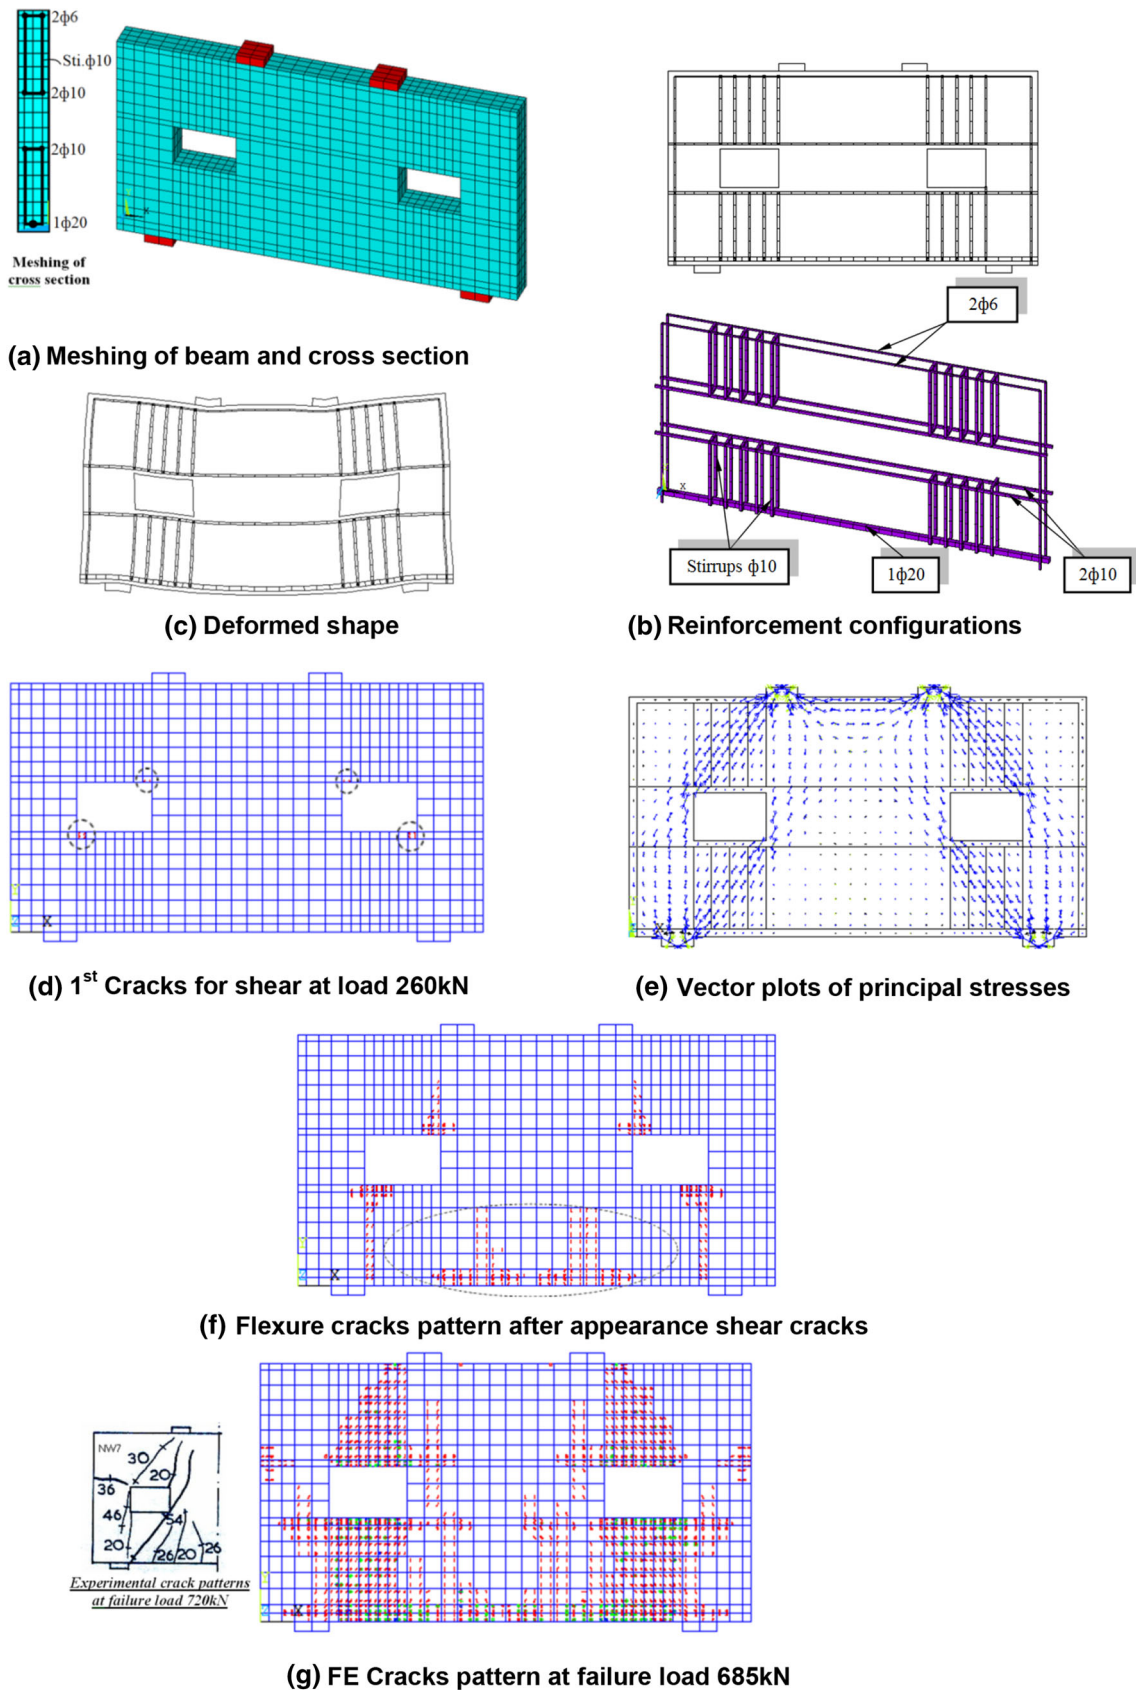 2ϕ6
Sti.ϕ10
2ϕ10
2ϕ10
1ϕ20
Meshing of
cross section
X
(a) Meshing of beam and cross section
2ϕ6
X
Stirrups ϕ10
1ϕ20
2ϕ10
(c) Deformed shape
(b) Reinforcement configurations
X
(d) 1st Cracks for shear at load 260kN
X
(e) Vector plots of principal stresses
X
(f) Flexure cracks pattern after appearance shear cracks
NW7
30
20
36
46
54
20
26
20
26
Experimental crack patterns
at failure load 720kN
X
(g) FE Cracks pattern at failure load 685kN